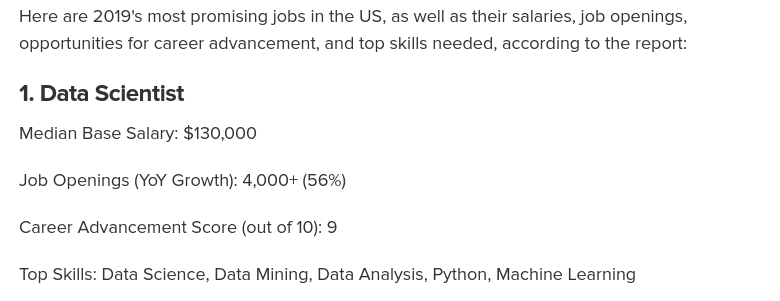 Here are 2019's most promising jobs in the US, as well as their salaries, job openings,
opportunities for career advancement, and top skills needed, according to the report:
1. Data Scientist
Median Base Salary: $130,000
Job Openings (YoY Growth): 4,000+ (56%)
Career Advancement Score (out of 10): 9
Top Skills: Data Science, Data Mining, Data Analysis, Python, Machine Learning